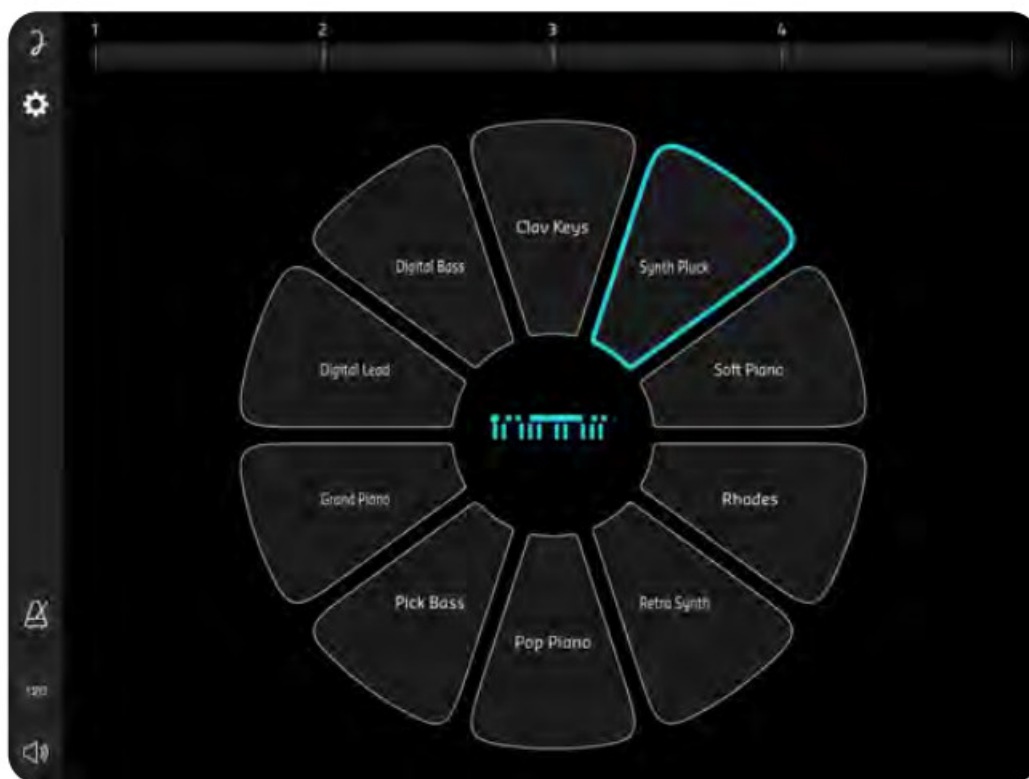 1 2 3 4
Clav Keys
Digital Bass
Synth Pluck
Digital Lead
Soft Piano
Grand Piano
Rhodes
Pick Bass
Retro Synth
Pop Piano
120